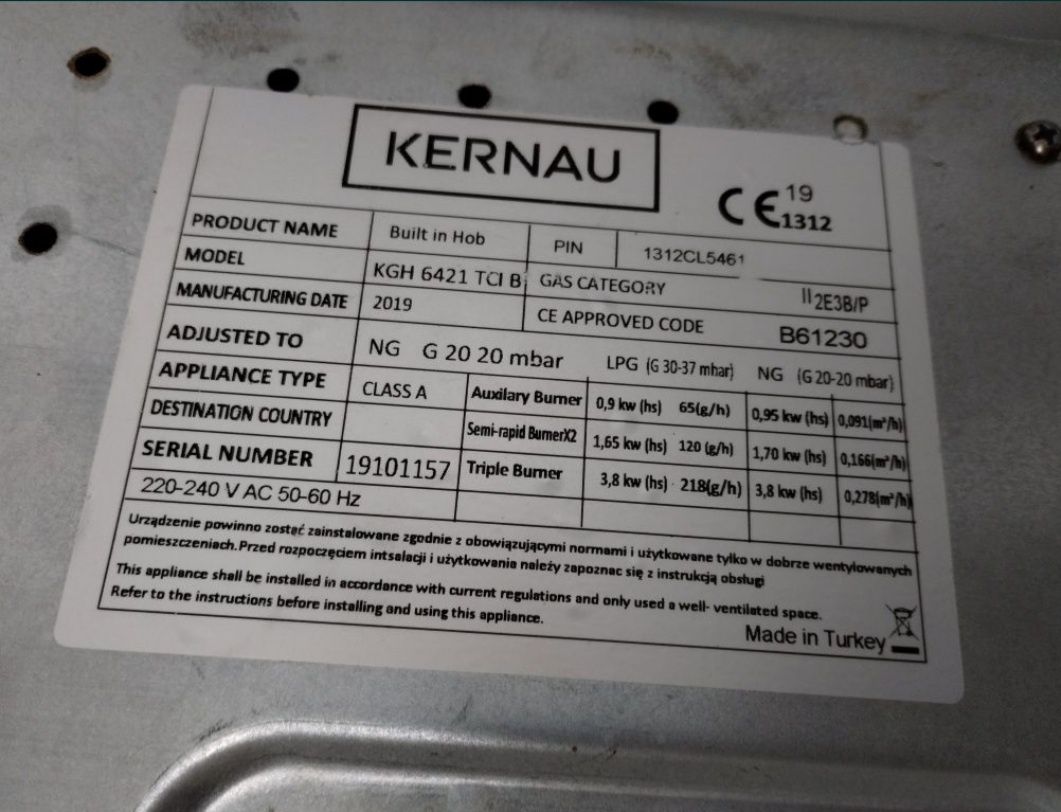 KERNAU
CE 19
1312
PRODUCT NAME Built in Hob PIN 1312CL5461
MODEL KGH 6421 TCI B GAS CATEGORY II 2E3B/P
MANUFACTURING DATE 2019 CE APPROVED CODE B61230
ADJUSTED TO NG G 20 20 mbar LPG (G 30-37 mbar) NG (G 20-20 mbar)
APPLIANCE TYPE CLASS A Auxilary Burner 0,9 kw (hs) 65(g/h) 0,95 kw (hs) 0,091(m³/h)
DESTINATION COUNTRY Semi-rapid BurnerX2 1,65 kw (hs) 120 (g/h) 1,70 kw (hs) 0,166(m³/h)
SERIAL NUMBER 19101157 Triple Burner 3,8 kw (hs) 218(g/h) 3,8 kw (hs) 0,278(m³/h)
220-240 V AC 50-60 Hz
Urządzenie powinno zostać zainstalowane zgodnie z obowiązującymi normami i użytkowane tylko w dobrze wentylowanych
pomieszczeniach.Przed rozpoczęciem intsalacji i użytkowania należy zapoznac się z instrukcją obsługi
This appliance shall be installed in accordance with current regulations and only used a well- ventilated space.
Refer to the instructions before installing and using this appliance.
Made in Turkey